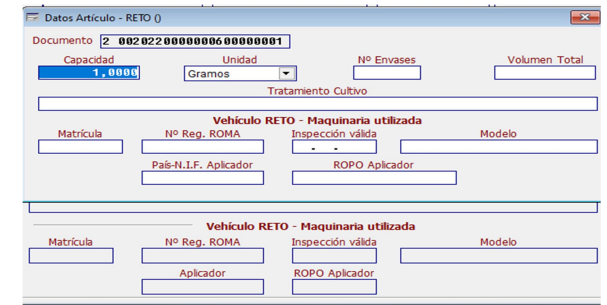 Datos Artículo - RETO ()
Documento 2 0020220000000600000001
Capacidad Unidad Nº Envases Volumen Total
1,0000 Gramos
Tratamiento Cultivo
Vehículo RETO - Maquinaria utilizada
Matrícula Nº Reg. ROMA Inspección válida Modelo
- -
País-N.I.F. Aplicador ROPO Aplicador
Vehículo RETO - Maquinaria utilizada
Matrícula Nº Reg. ROMA Inspección válida Modelo
Aplicador ROPO Aplicador